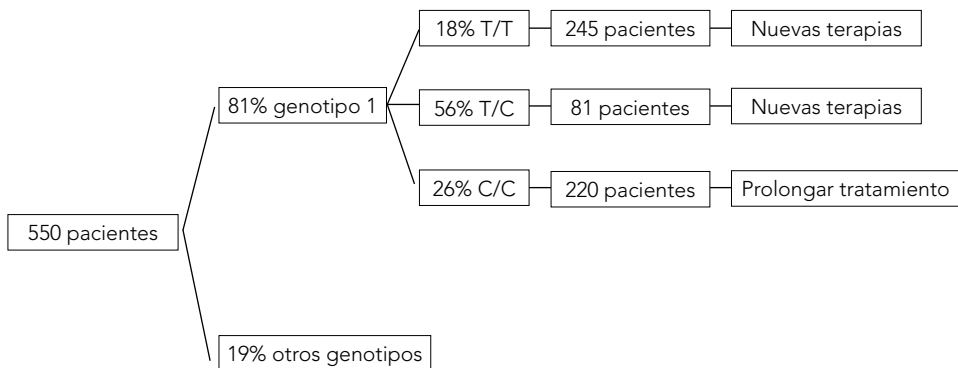 18% T/T 245 pacientes Nuevas terapias
81% genotipo 1 56% T/C 81 pacientes Nuevas terapias
26% C/C 220 pacientes Prolongar tratamiento
550 pacientes
19% otros genotipos